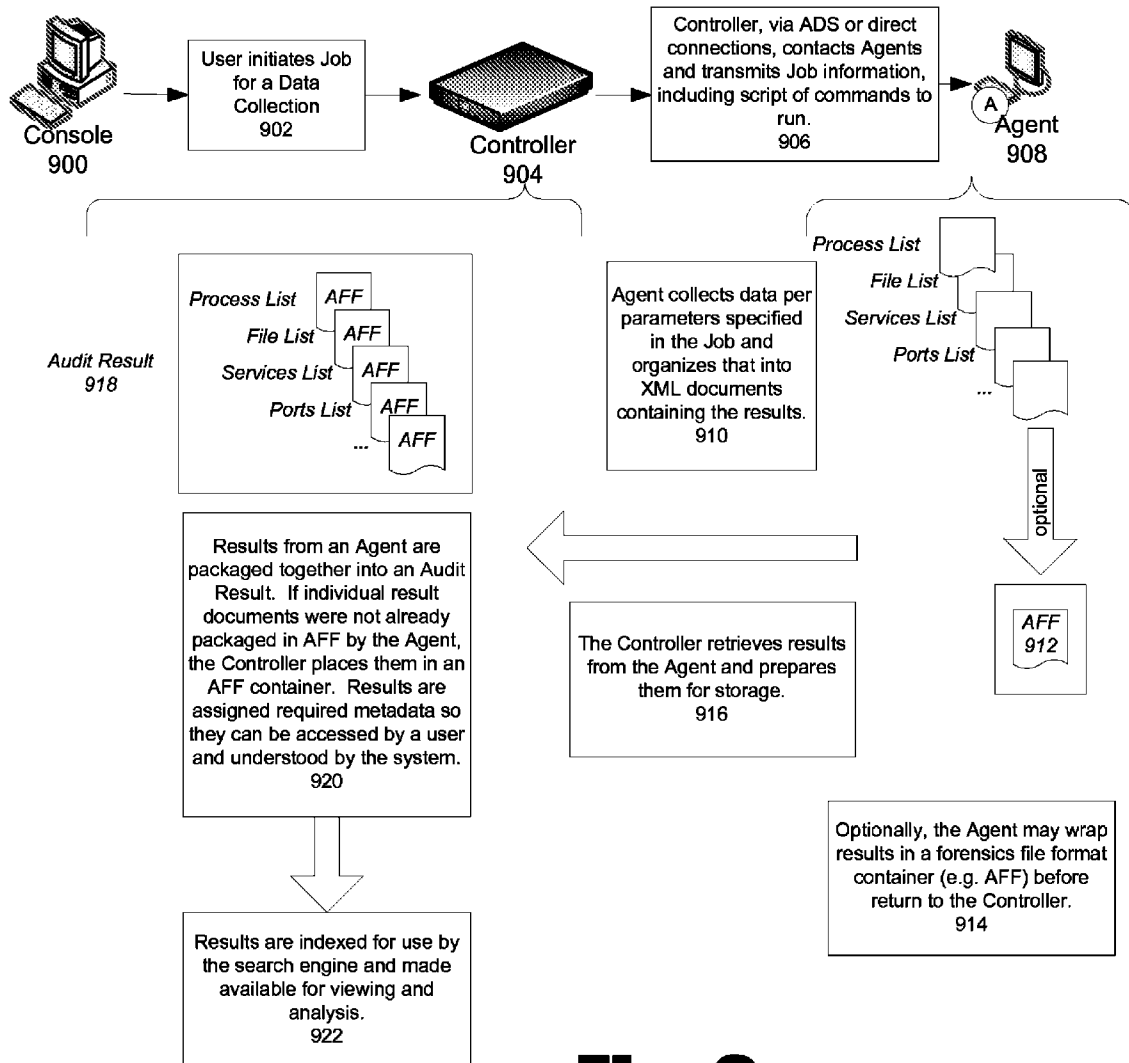 Console
900
User initiates Job
for a Data
Collection
902
Controller
904
Controller, via ADS or direct
connections, contacts Agents
and transmits Job information,
including script of commands to
run.
906
A
Agent
908
Audit Result
918
Process List
AFF
File List
AFF
Services List
AFF
Ports List
AFF
...
AFF
Agent collects data per
parameters specified
in the Job and
organizes that into
XML documents
containing the results.
910
Process List
File List
Services List
Ports List
...
optional
AFF
912
Results from an Agent are
packaged together into an Audit
Result. If individual result
documents were not already
packaged in AFF by the Agent,
the Controller places them in an
AFF container. Results are
assigned required metadata so
they can be accessed by a user
and understood by the system.
920
The Controller retrieves results
from the Agent and prepares
them for storage.
916
Optionally, the Agent may wrap
results in a forensics file format
container (e.g. AFF) before
return to the Controller.
914
Results are indexed for use by
the search engine and made
available for viewing and
analysis.
922